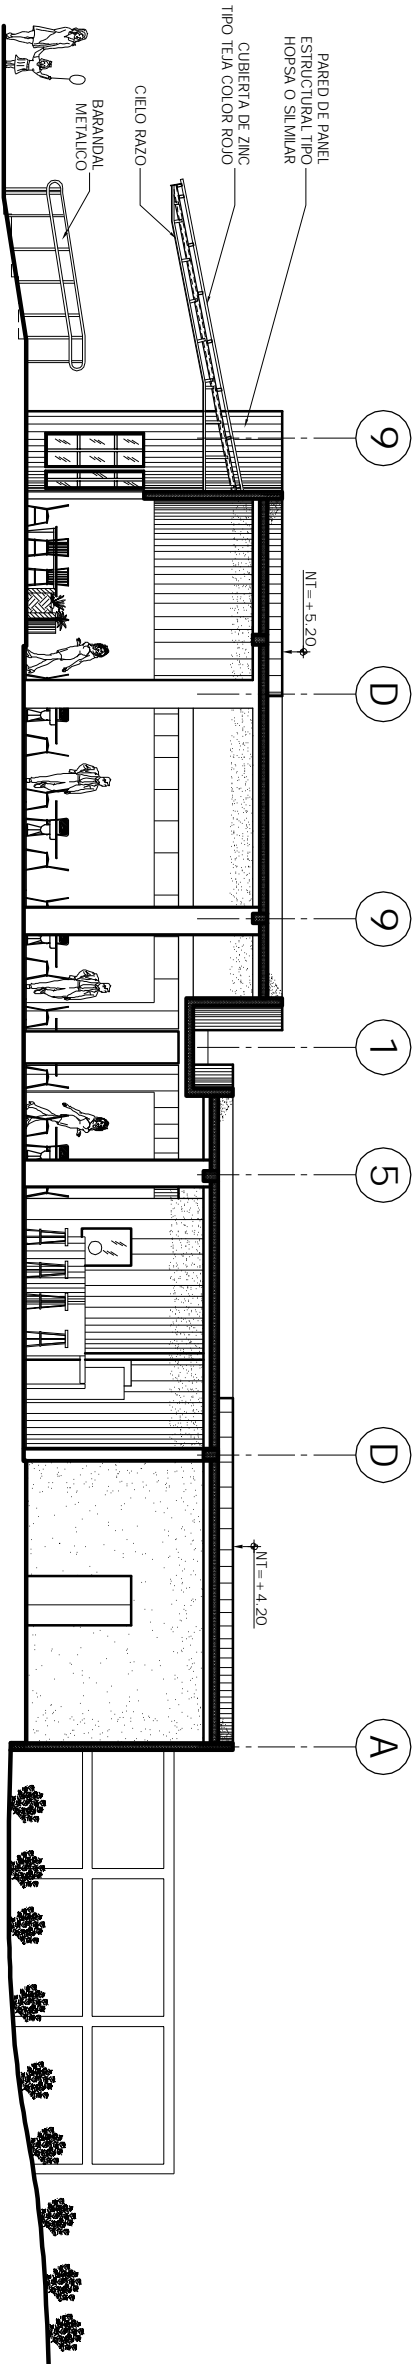 PARED DE PANEL
ESTRUCTURAL TIPO
HOPSA O SILMILAR
CUBIERTA DE ZINC
TIPO TEJA COLOR ROJO
CIELO RAZO
BARANDAL
METALICO
9
NT=+5.20
D
9
1
5
D
NT=+4.20
A